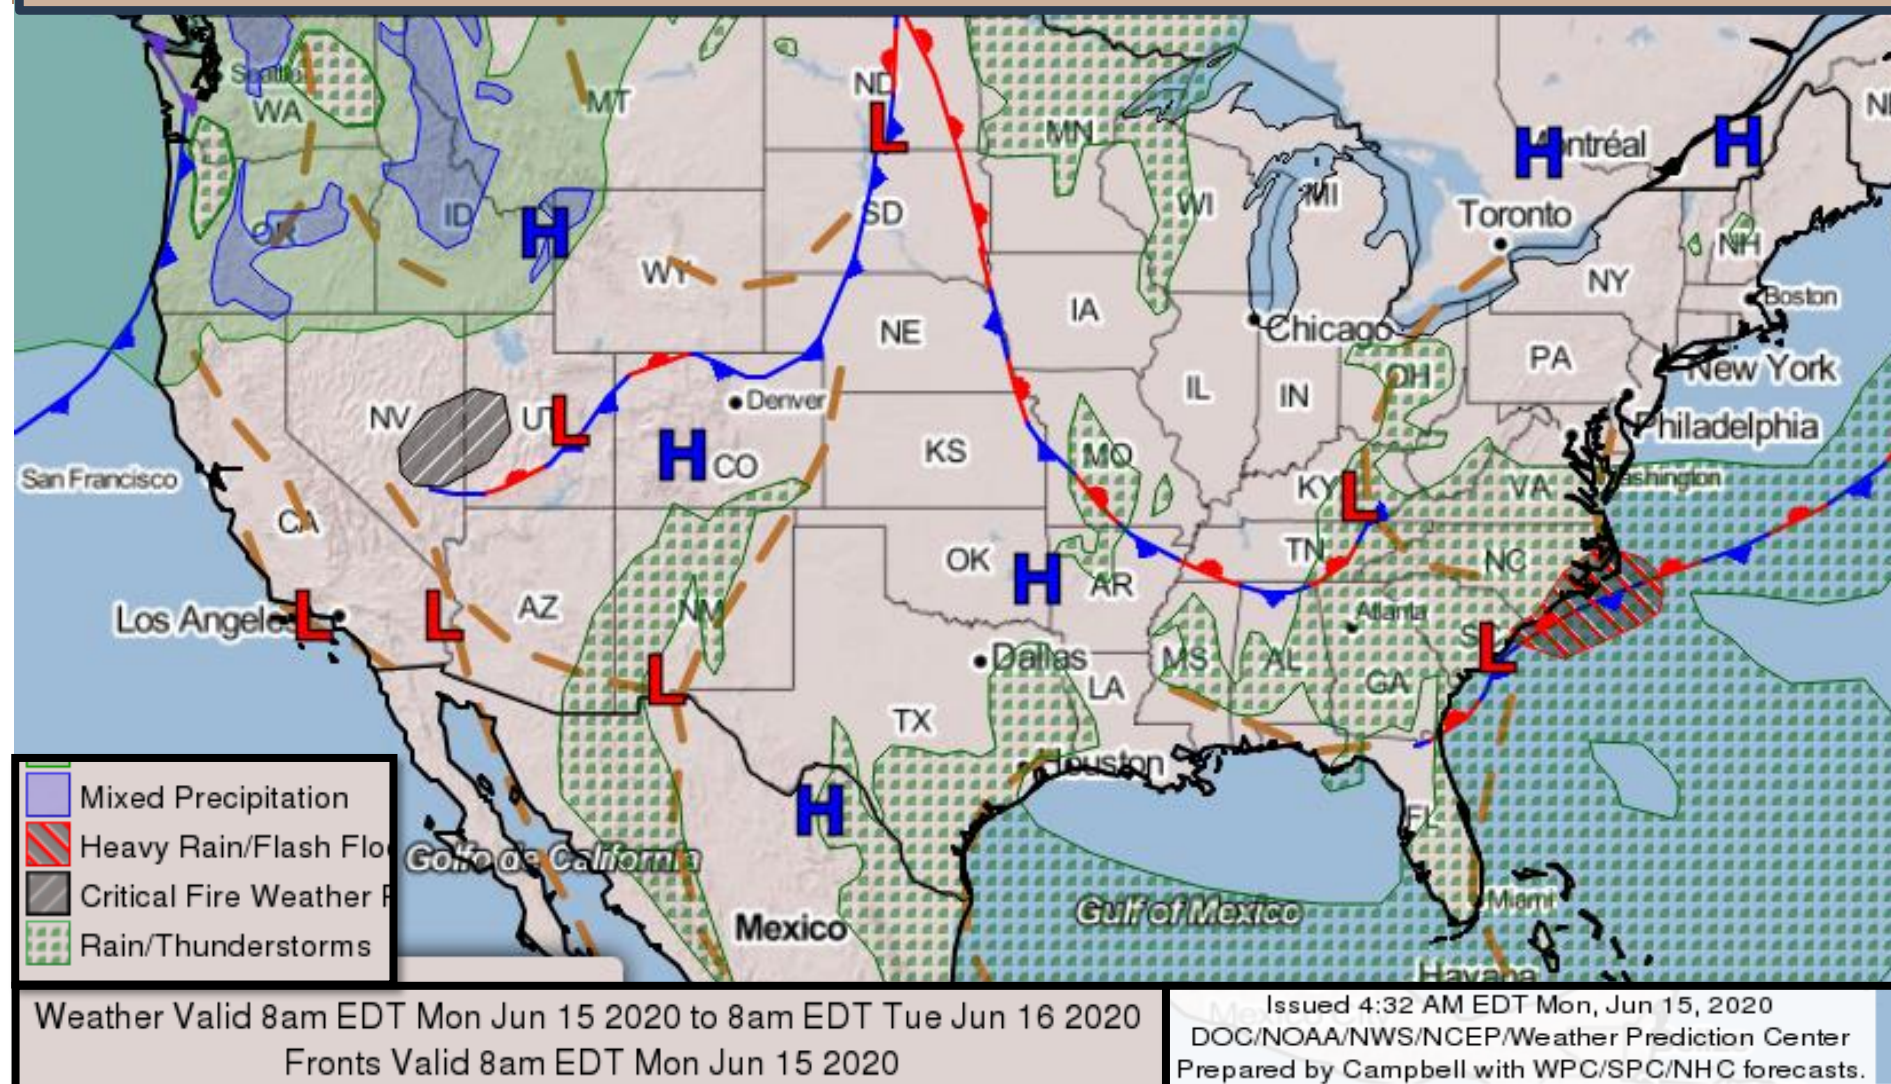 Seattle
WA
MT
ND
MN
Montréal
OR
ID
SD
WI
MI
Toronto
NH
WY
NY
IA
Boston
NE
Chicago
PA
New York
NV
UT
Denver
IL
IN
OH
Philadelphia
San Francisco
CO
KS
MO
KY
VA
Washington
CA
OK
TN
NC
Los Angeles
AZ
NM
AR
Atlanta
SC
Dallas
MS
AL
GA
LA
TX
Houston
FL
Golfo de California
Mexico
Gulf of Mexico
Miami
Havana
H
H
H
H
H
H
L
L
L
L
L
L
L
Mixed Precipitation
Heavy Rain/Flash Flo
Critical Fire Weather
Rain/Thunderstorms
Mexico City
Weather Valid 8am EDT Mon Jun 15 2020 to 8am EDT Tue Jun 16 2020
Fronts Valid 8am EDT Mon Jun 15 2020
Issued 4:32 AM EDT Mon, Jun 15, 2020
DOC/NOAA/NWS/NCEP/Weather Prediction Center
Prepared by Campbell with WPC/SPC/NHC forecasts.